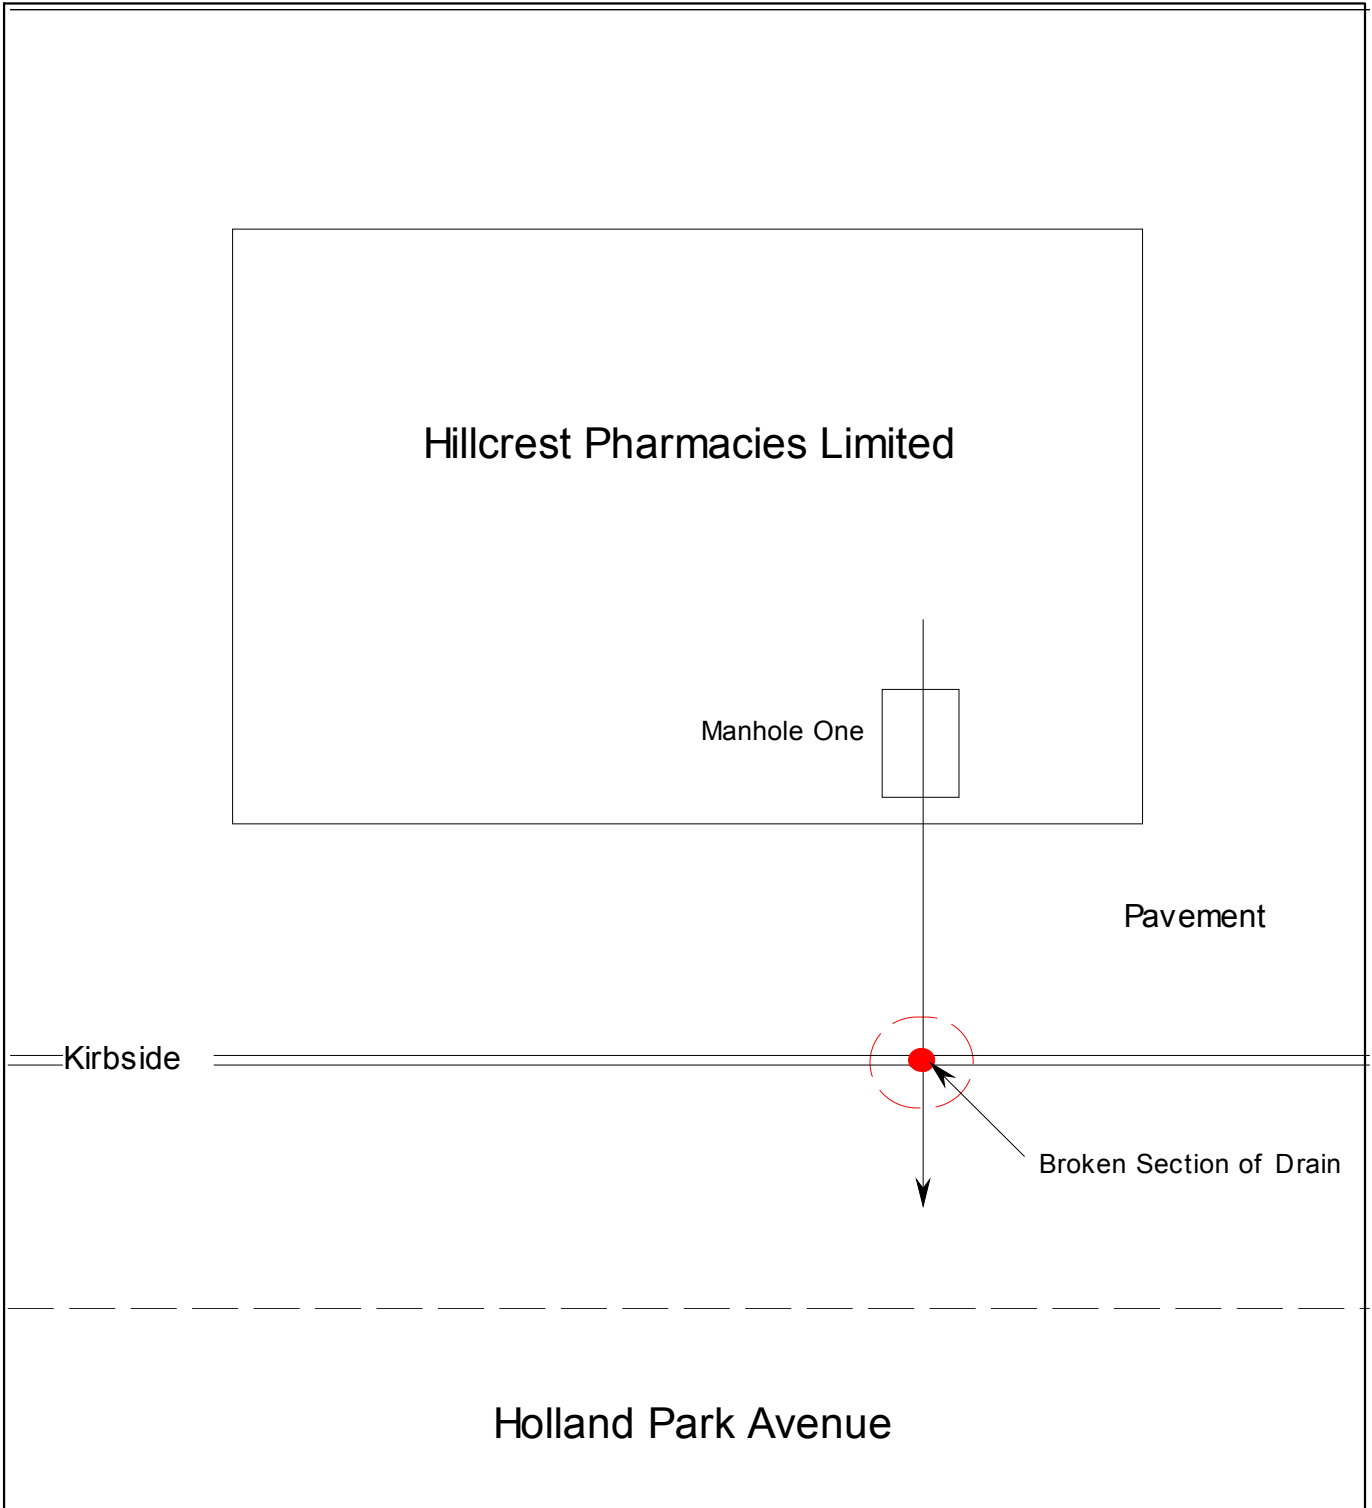 Hillcrest Pharmacies Limited
Manhole One
Pavement
Kirbside
Broken Section of Drain
Holland Park Avenue